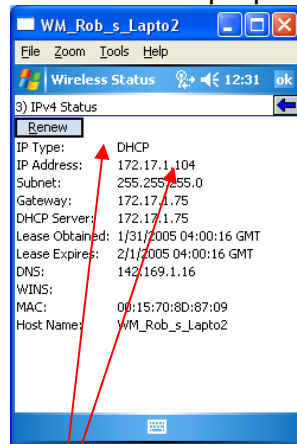 WM_Rob_s_Lapto2
File Zoom Tools Help
Wireless Status 12:31 ok
3) IPv4 Status
Renew
IP Type: DHCP
IP Address: 172.17.1.104
Subnet: 255.255.255.0
Gateway: 172.17.1.75
DHCP Server: 172.17.1.75
Lease Obtained: 1/31/2005 04:00:16 GMT
Lease Expires: 2/1/2005 04:00:16 GMT
DNS: 142.169.1.16
WINS:
MAC: 00:15:70:8D:87:09
Host Name: WM_Rob_s_Lapto2